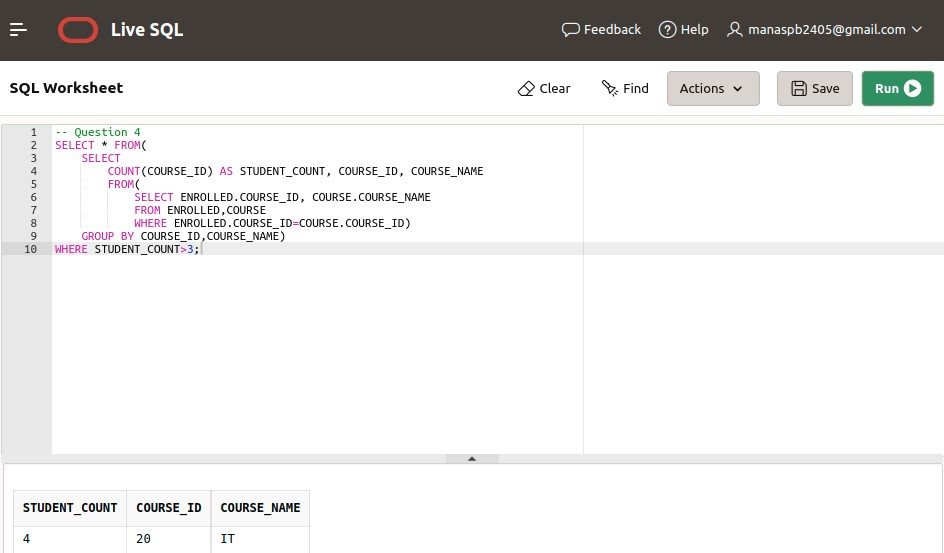 Live SQL
Feedback
Help
manaspb2405@gmail.com
SQL Worksheet
Clear
Find
Actions
Save
Run
1 -- Question 4
2 SELECT * FROM(
3 SELECT
4 COUNT(COURSE_ID) AS STUDENT_COUNT, COURSE_ID, COURSE_NAME
5 FROM(
6 SELECT ENROLLED.COURSE_ID, COURSE.COURSE_NAME
7 FROM ENROLLED,COURSE
8 WHERE ENROLLED.COURSE_ID=COURSE.COURSE_ID)
9 GROUP BY COURSE_ID,COURSE_NAME)
10 WHERE STUDENT_COUNT>3;
STUDENT_COUNT COURSE_ID COURSE_NAME
4 20 IT